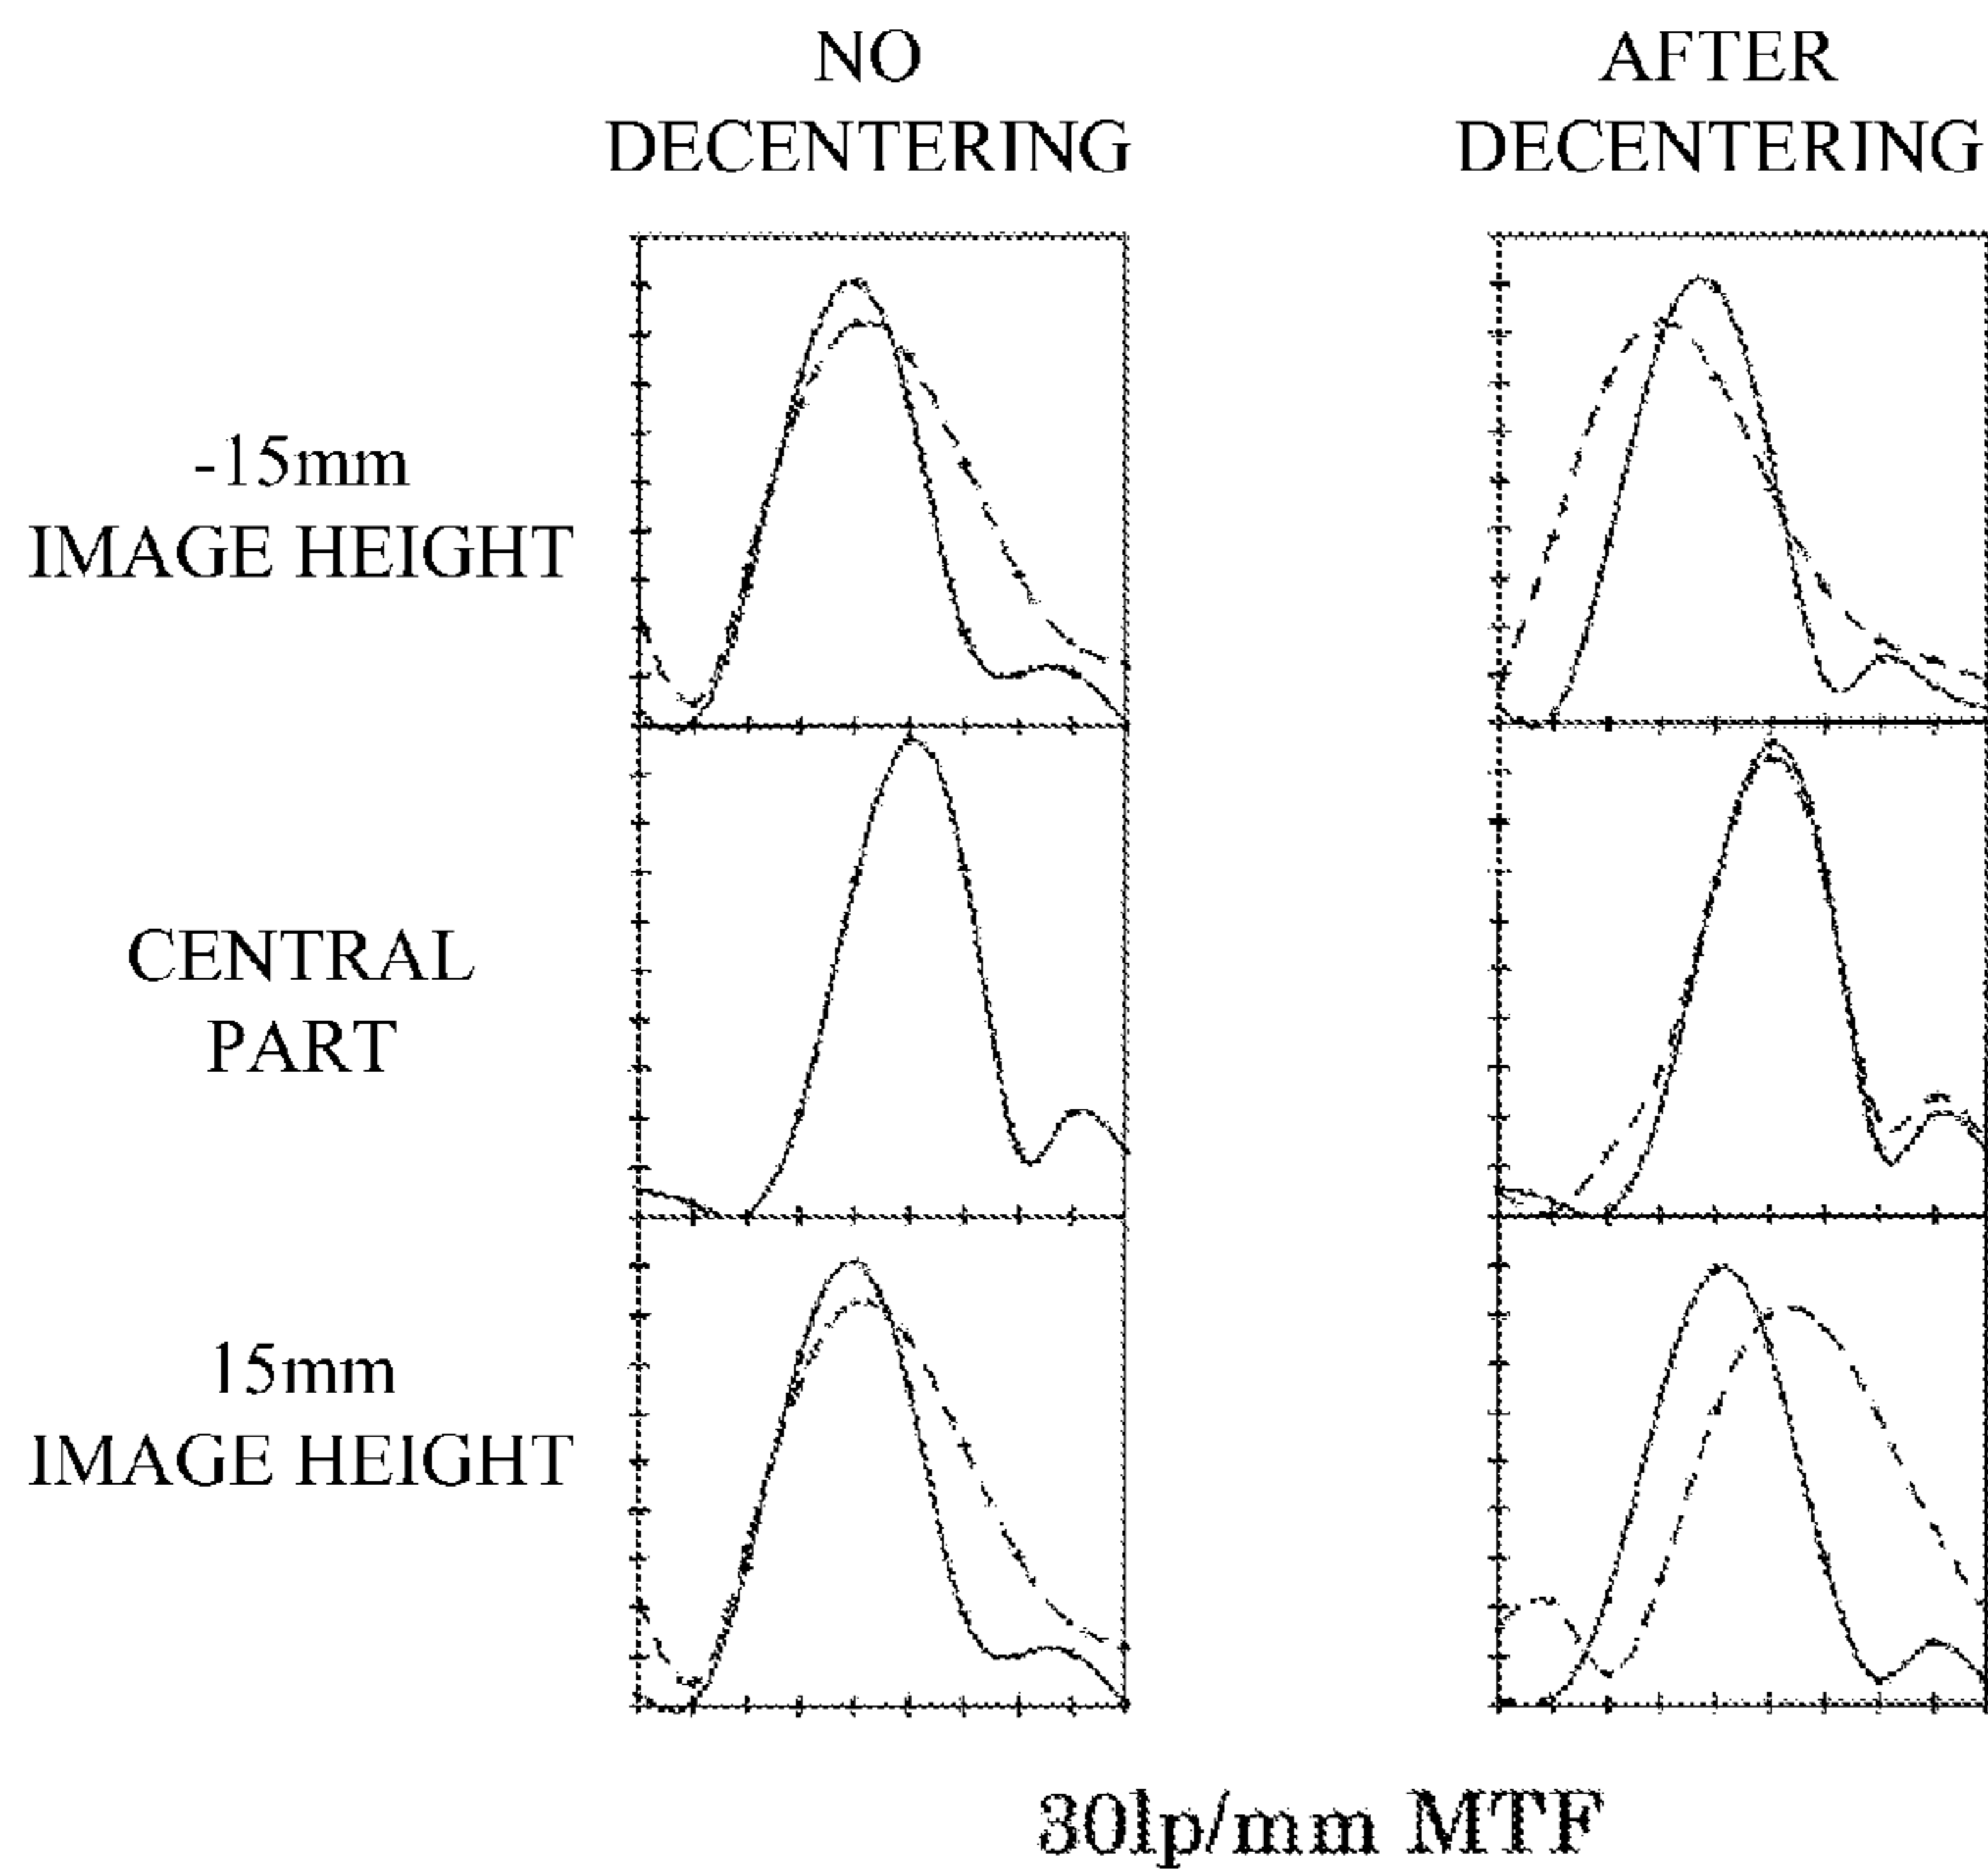 NO
DECENTERING
AFTER
DECENTERING
-15mm
IMAGE HEIGHT
CENTRAL
PART
15mm
IMAGE HEIGHT
30lp/mm MTF